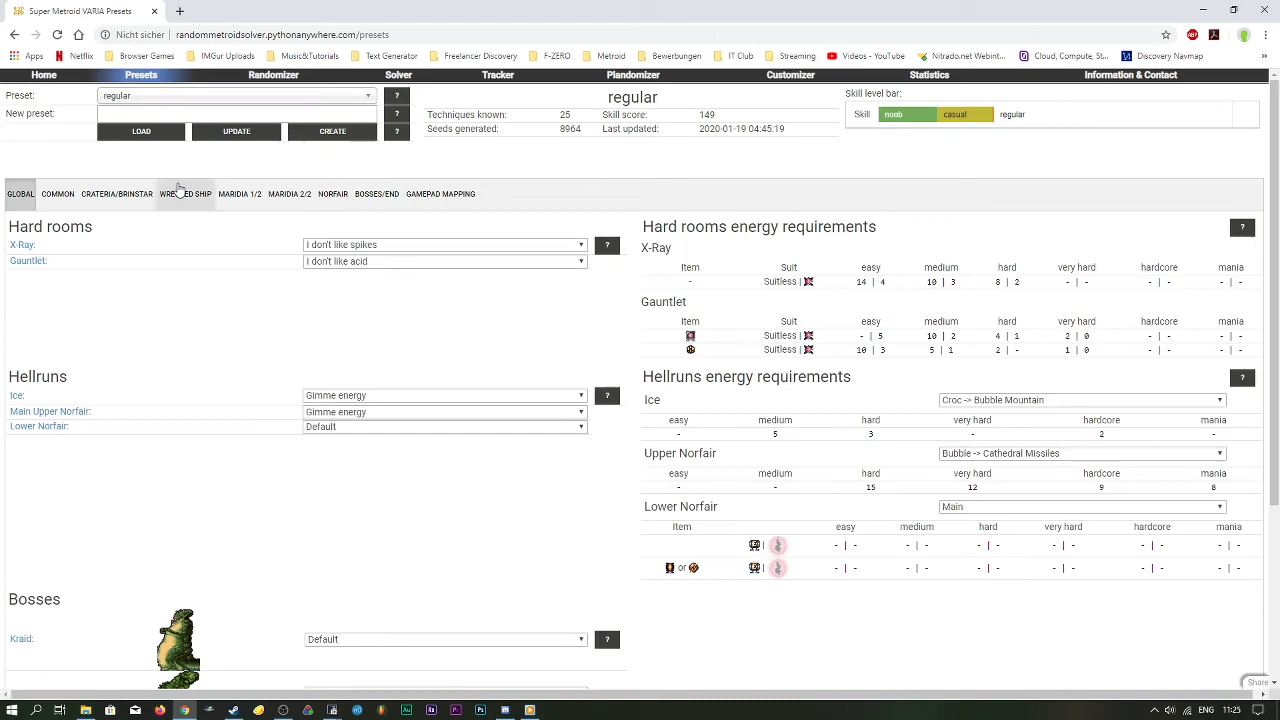 Super Metroid VARIA Presets
Nicht sicher | randommetroidsolver.pythonanywhere.com/presets
Apps Netflix Browser Games IMGur Uploads Music&Tutorials Text Generator Freelancer Discovery F-ZERO Metroid Bewerbungen IT Club Streaming Videos - YouTube Nitrado.net Webint... Cloud, Compute, St... Discovery Navmap »
Home Presets Randomizer Solver Tracker Plandomizer Customizer Statistics Information & Contact
Preset: regular ?
New preset: ?
LOAD UPDATE CREATE ?
regular
Techniques known: 25 Skill score: 149
Seeds generated: 8964 Last updated: 2020-01-19 04:45:19
Skill level bar:
Skill noob casual regular
GLOBAL COMMON CRATERIA/BRINSTAR WRECKED SHIP MARIDIA 1/2 MARIDIA 2/2 NORFAIR BOSSES/END GAMEPAD MAPPING
Hard rooms
X-Ray: I don't like spikes ?
Gauntlet: I don't like acid
Hard rooms energy requirements ?
X-Ray
Item Suit easy medium hard very hard hardcore mania
- Suitless | 14 | 4 10 | 3 8 | 2 - | - - | - - | -
Gauntlet
Item Suit easy medium hard very hard hardcore mania
Suitless | - | 5 10 | 2 4 | 1 2 | 0 - | - - | -
Suitless | 10 | 3 5 | 1 2 | - 1 | 0 - | - - | -
Hellruns
Ice: Gimme energy ?
Main Upper Norfair: Gimme energy
Lower Norfair: Default
Hellruns energy requirements ?
Ice Croc -> Bubble Mountain
easy medium hard very hard hardcore mania
- 5 3 - 2 -
Upper Norfair Bubble -> Cathedral Missiles
easy medium hard very hard hardcore mania
- - 15 12 9 8
Lower Norfair Main
Item easy medium hard very hard hardcore mania
| - | - - | - - | - - | - - | - - | -
or | - | - - | - - | - - | - - | - - | -
Bosses
Kraid: Default ?
Share
11:25